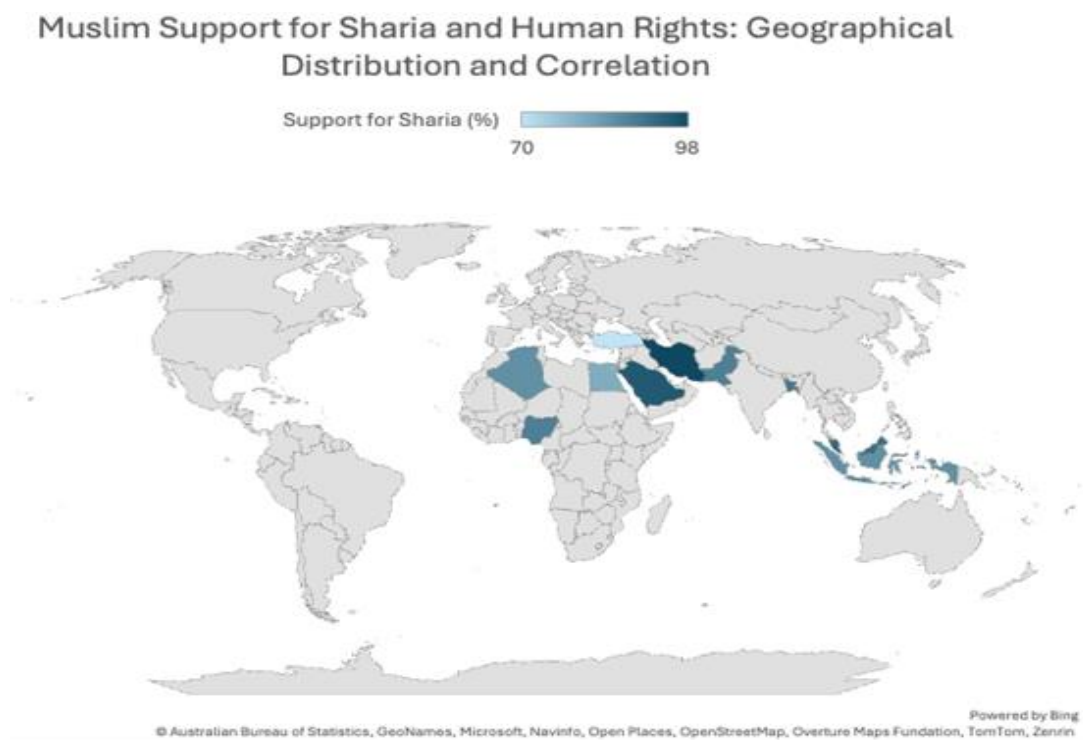 Muslim Support for Sharia and Human Rights: Geographical
Distribution and Correlation
Support for Sharia (%)
70 98
Powered by Bing
© Australian Bureau of Statistics, GeoNames, Microsoft, Navinfo, Open Places, OpenStreetMap, Overture Maps Fundation, TomTom, Zenrin